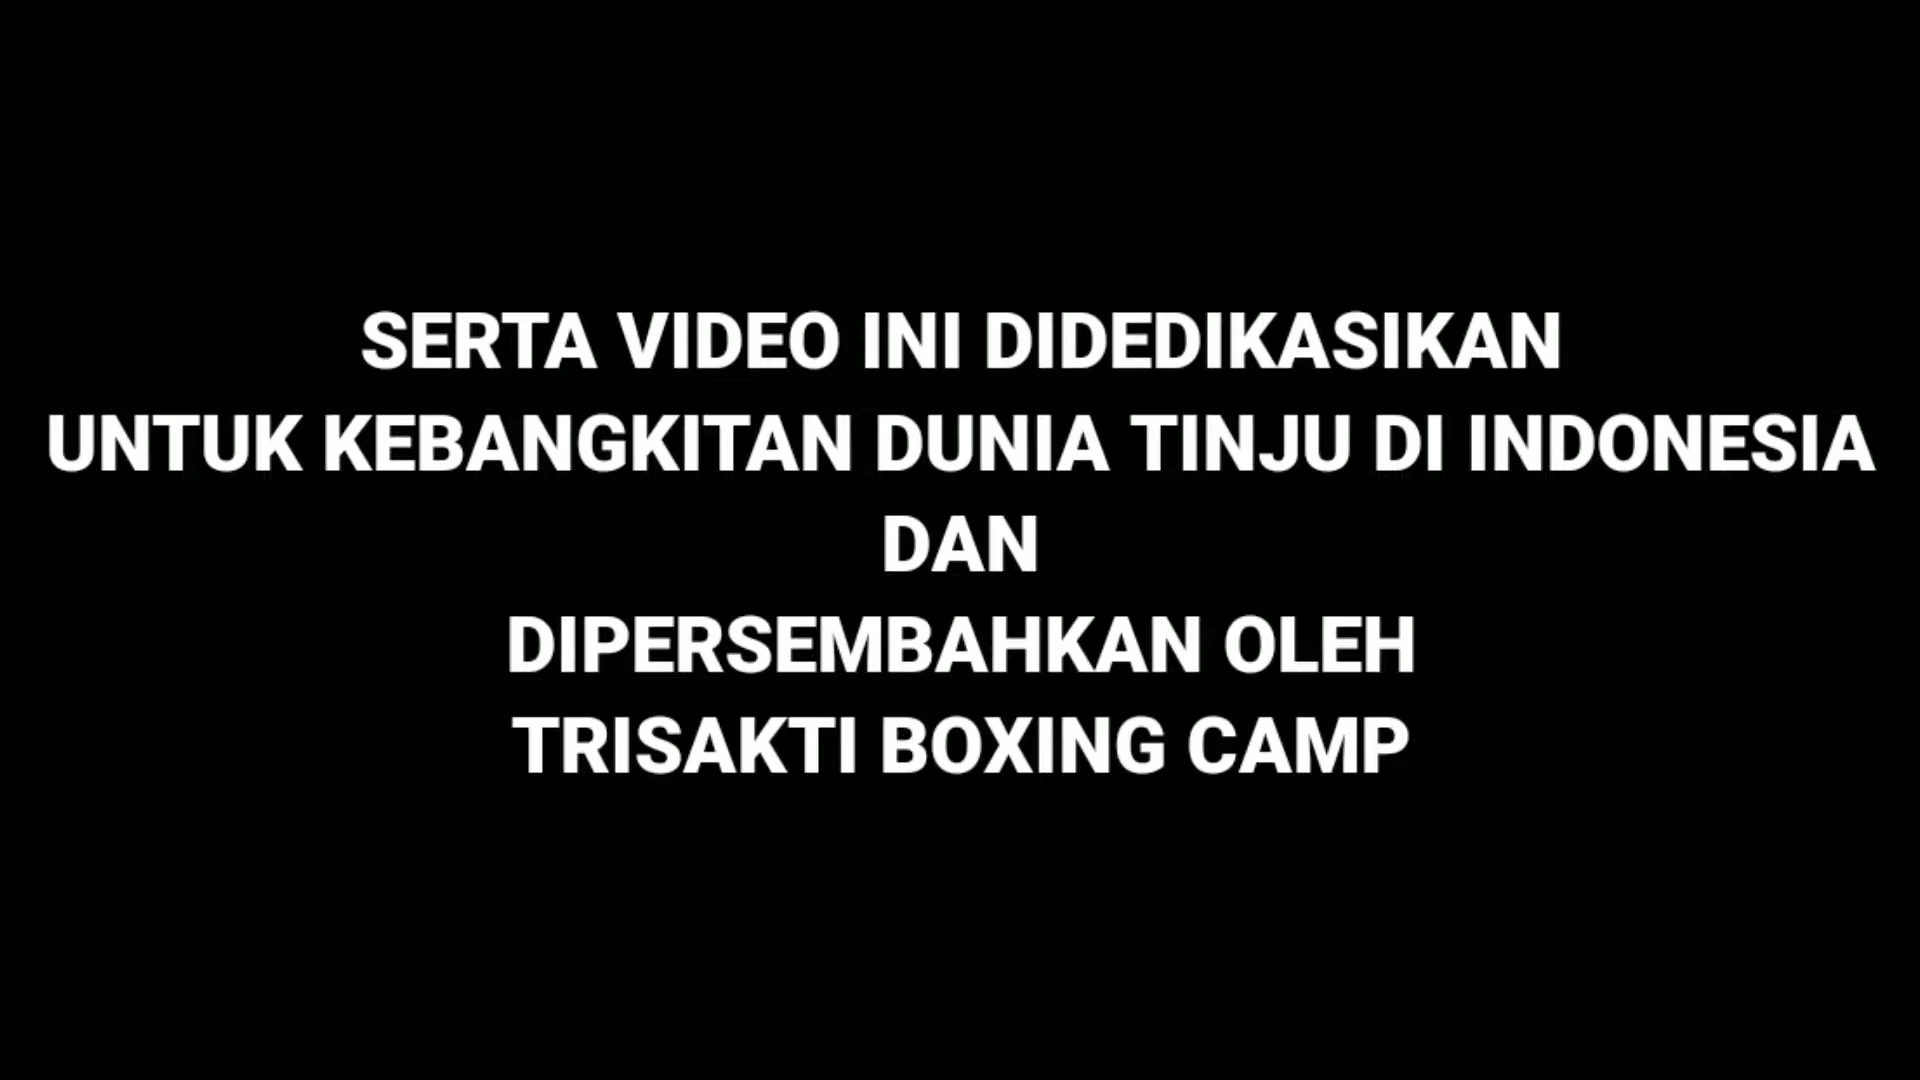 SERTA VIDEO INI DIDEDIKASIKAN
UNTUK KEBANGKITAN DUNIA TINJU DI INDONESIA
DAN
DIPERSEMBAHKAN OLEH
TRISAKTI BOXING CAMP